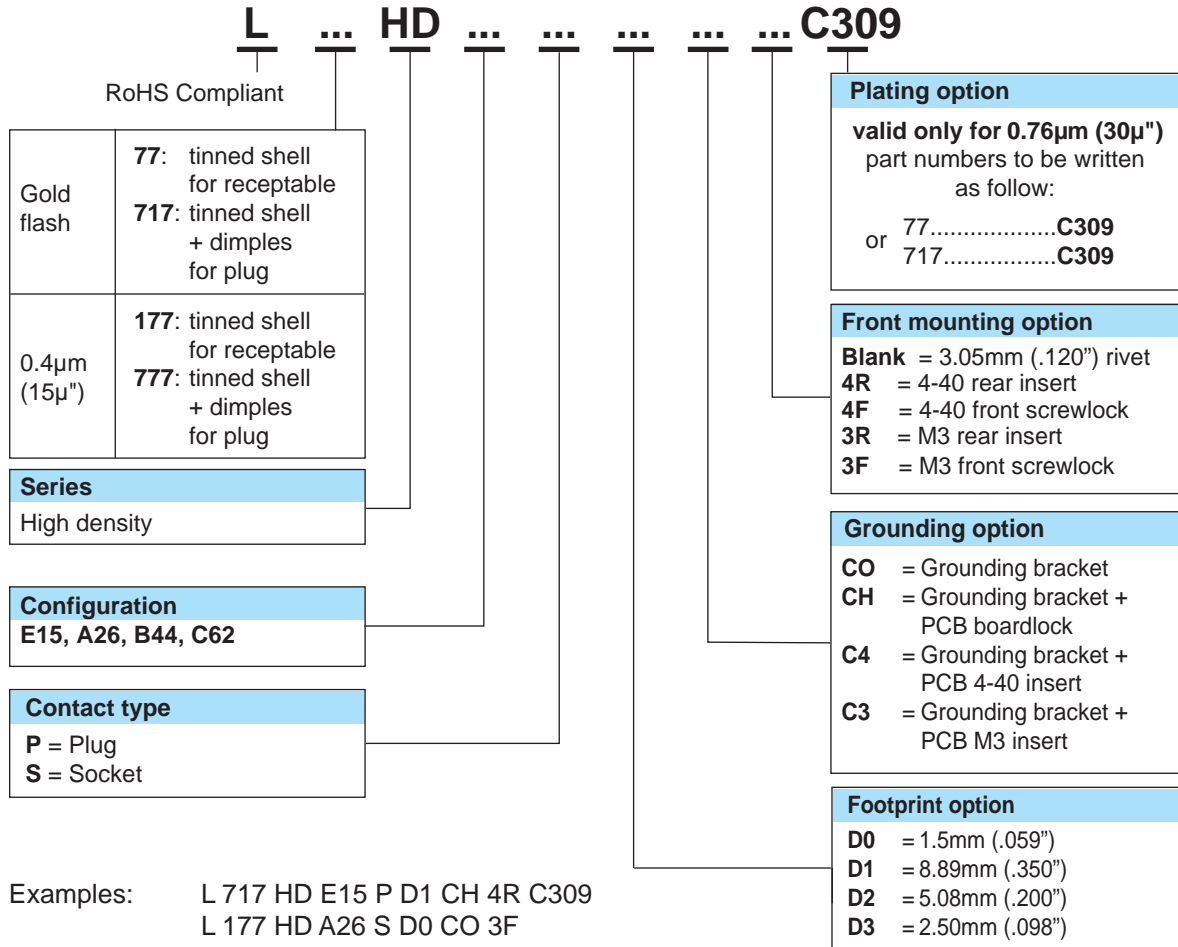 L ... HD ... ... ... ... ... C309
RoHS Compliant
Gold
flash
77: tinned shell
for receptable
717: tinned shell
+ dimples
for plug
0.4µm
(15µ")
177: tinned shell
for receptable
777: tinned shell
+ dimples
for plug
Series
High density
Configuration
E15, A26, B44, C62
Contact type
P = Plug
S = Socket
Plating option
valid only for 0.76µm (30µ")
part numbers to be written
as follow:
or
77...................C309
717.................C309
Front mounting option
Blank = 3.05mm (.120”) rivet
4R = 4-40 rear insert
4F = 4-40 front screwlock
3R = M3 rear insert
3F = M3 front screwlock
Grounding option
CO = Grounding bracket
CH = Grounding bracket +
PCB boardlock
C4 = Grounding bracket +
PCB 4-40 insert
C3 = Grounding bracket +
PCB M3 insert
Footprint option
D0 = 1.5mm (.059”)
D1 = 8.89mm (.350”)
D2 = 5.08mm (.200”)
D3 = 2.50mm (.098”)
Examples: L 717 HD E15 P D1 CH 4R C309
L 177 HD A26 S D0 CO 3F